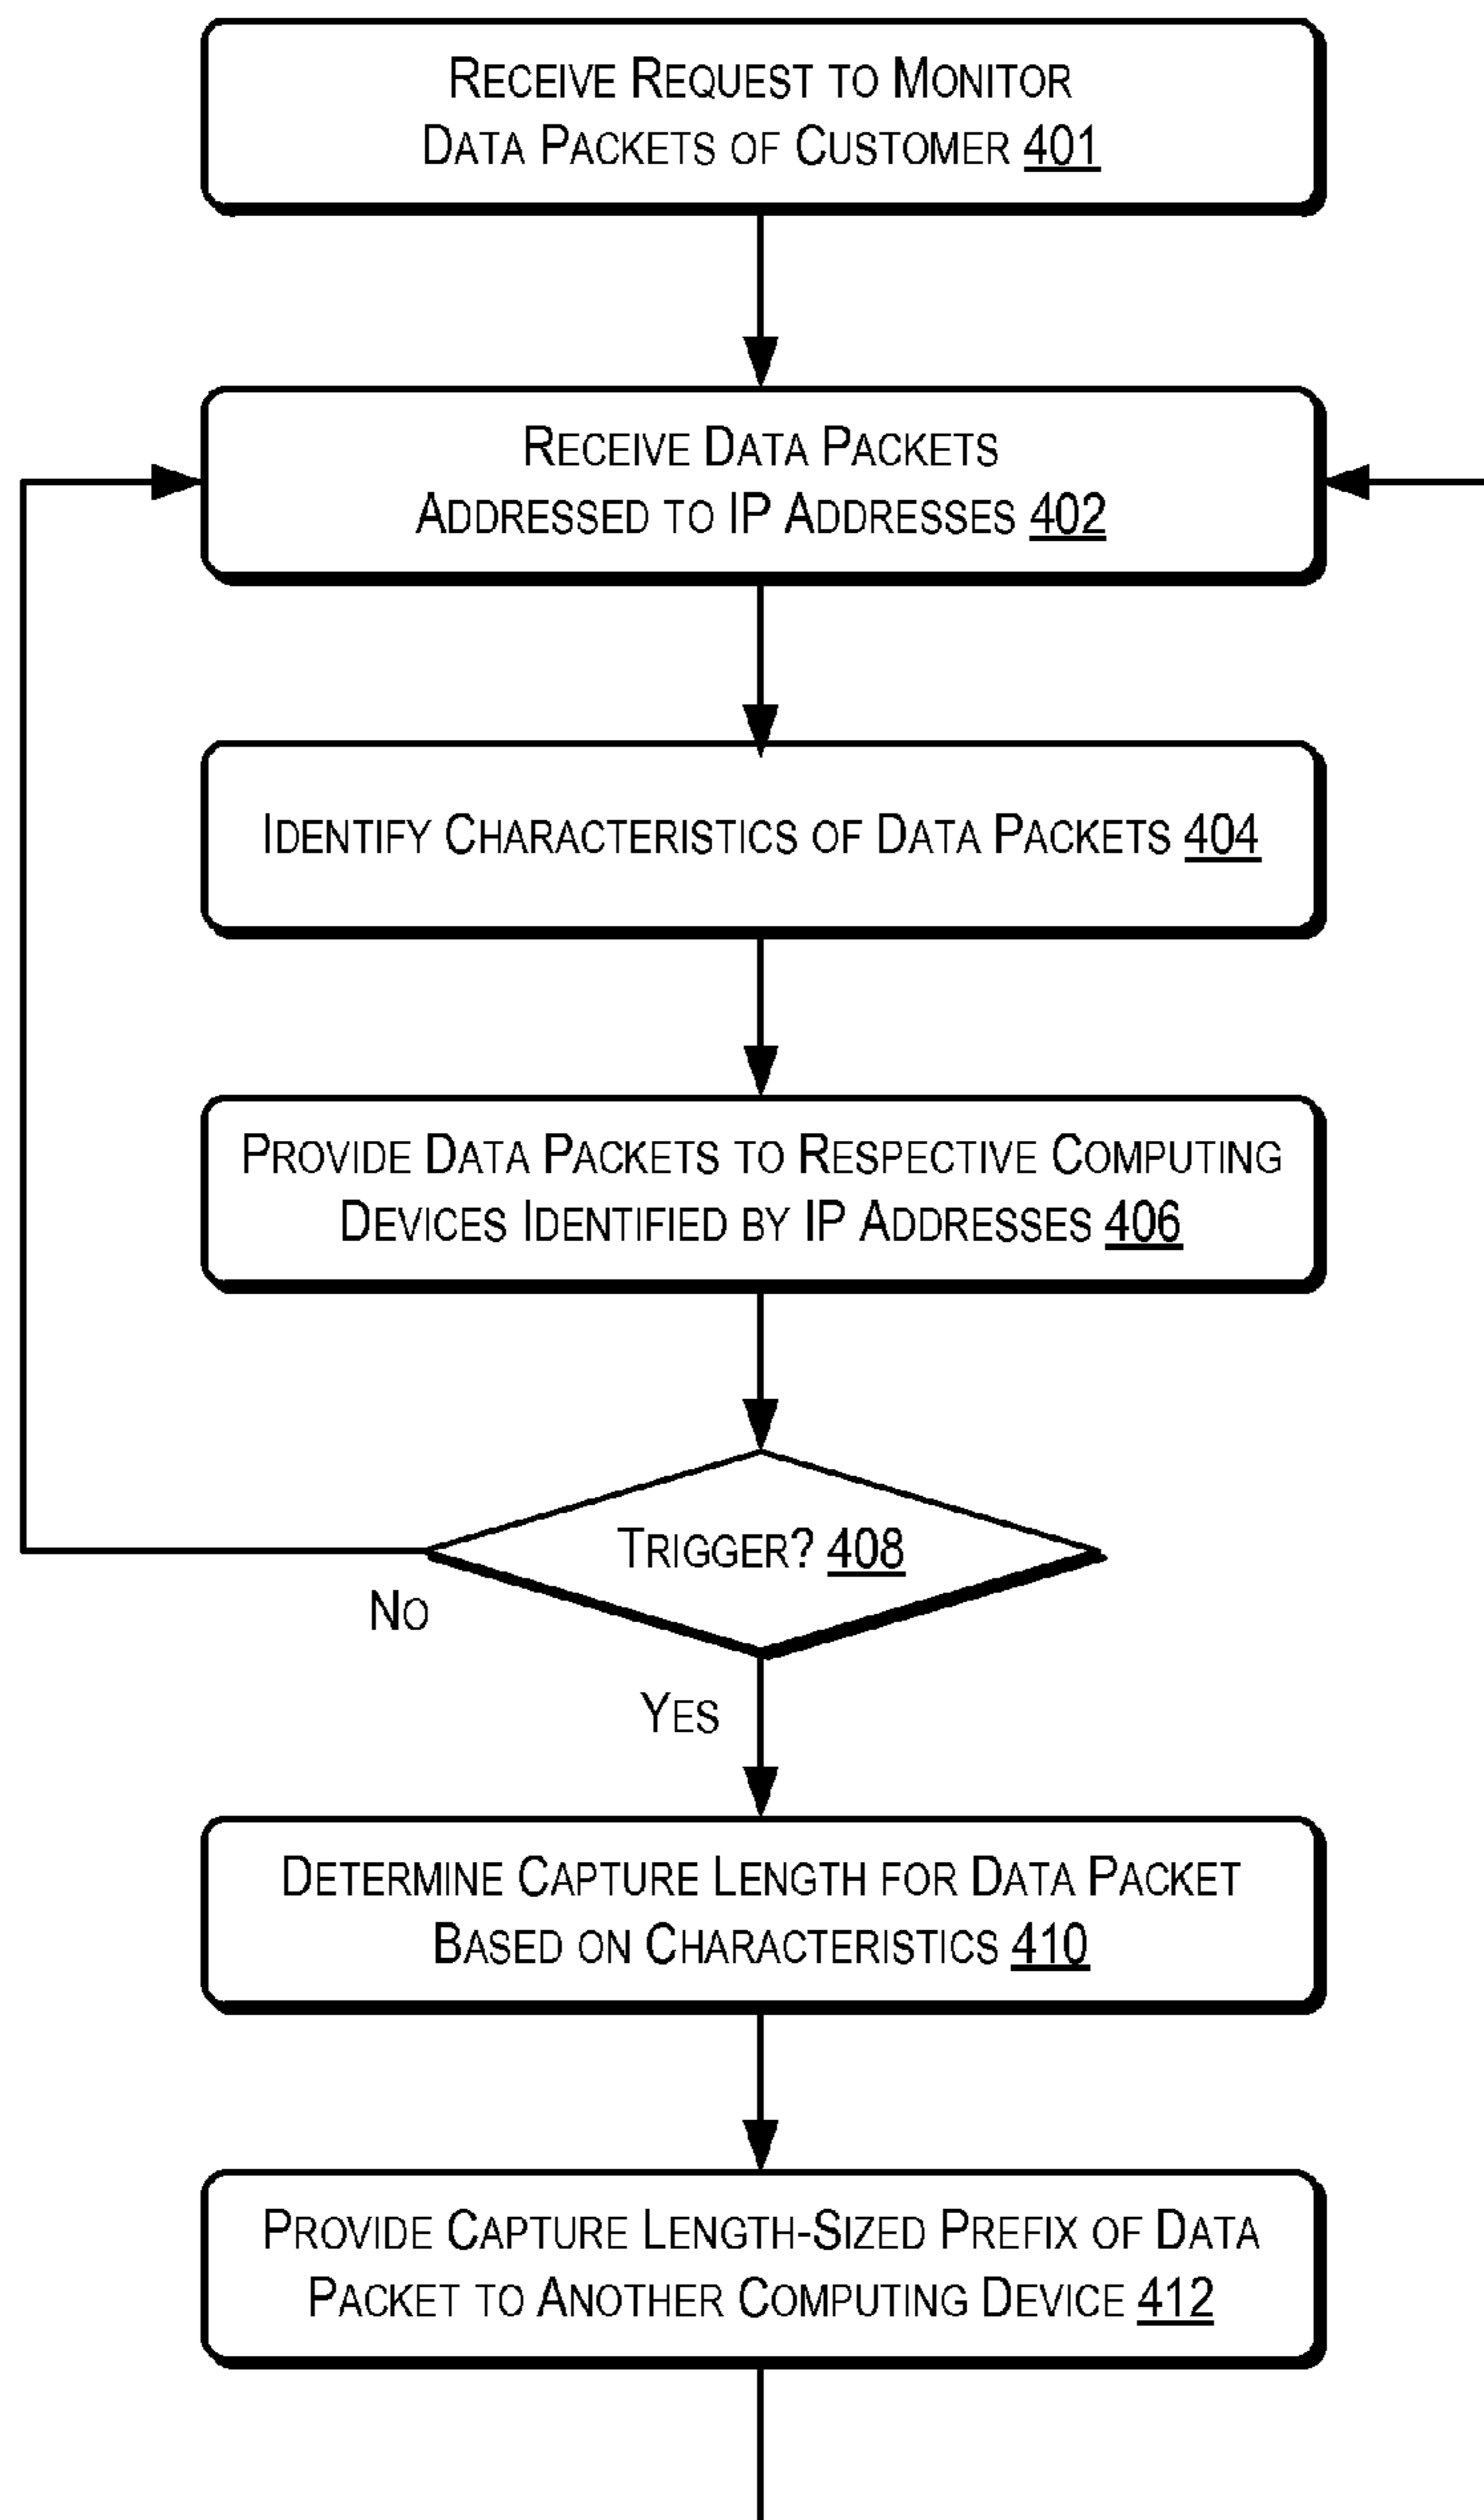 Receive Request to Monitor
Data Packets of Customer 401
Receive Data Packets
Addressed to IP Addresses 402
Identify Characteristics of Data Packets 404
Provide Data Packets to Respective Computing
Devices Identified by IP Addresses 406
Trigger? 408
No
Yes
Determine Capture Length for Data Packet
Based on Characteristics 410
Provide Capture Length-Sized Prefix of Data
Packet to Another Computing Device 412